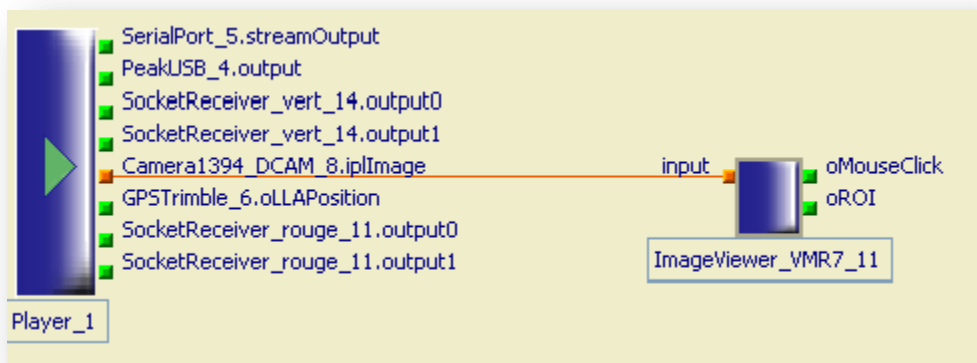 SerialPort_5.streamOutput
PeakUSB_4.output
SocketReceiver_vert_14.output0
SocketReceiver_vert_14.output1
Camera1394_DCAM_8.iplImage
GPSTrimble_6.oLLAPosition
SocketReceiver_rouge_11.output0
SocketReceiver_rouge_11.output1
Player_1
input
oMouseClick
oROI
ImageViewer_VMR7_11